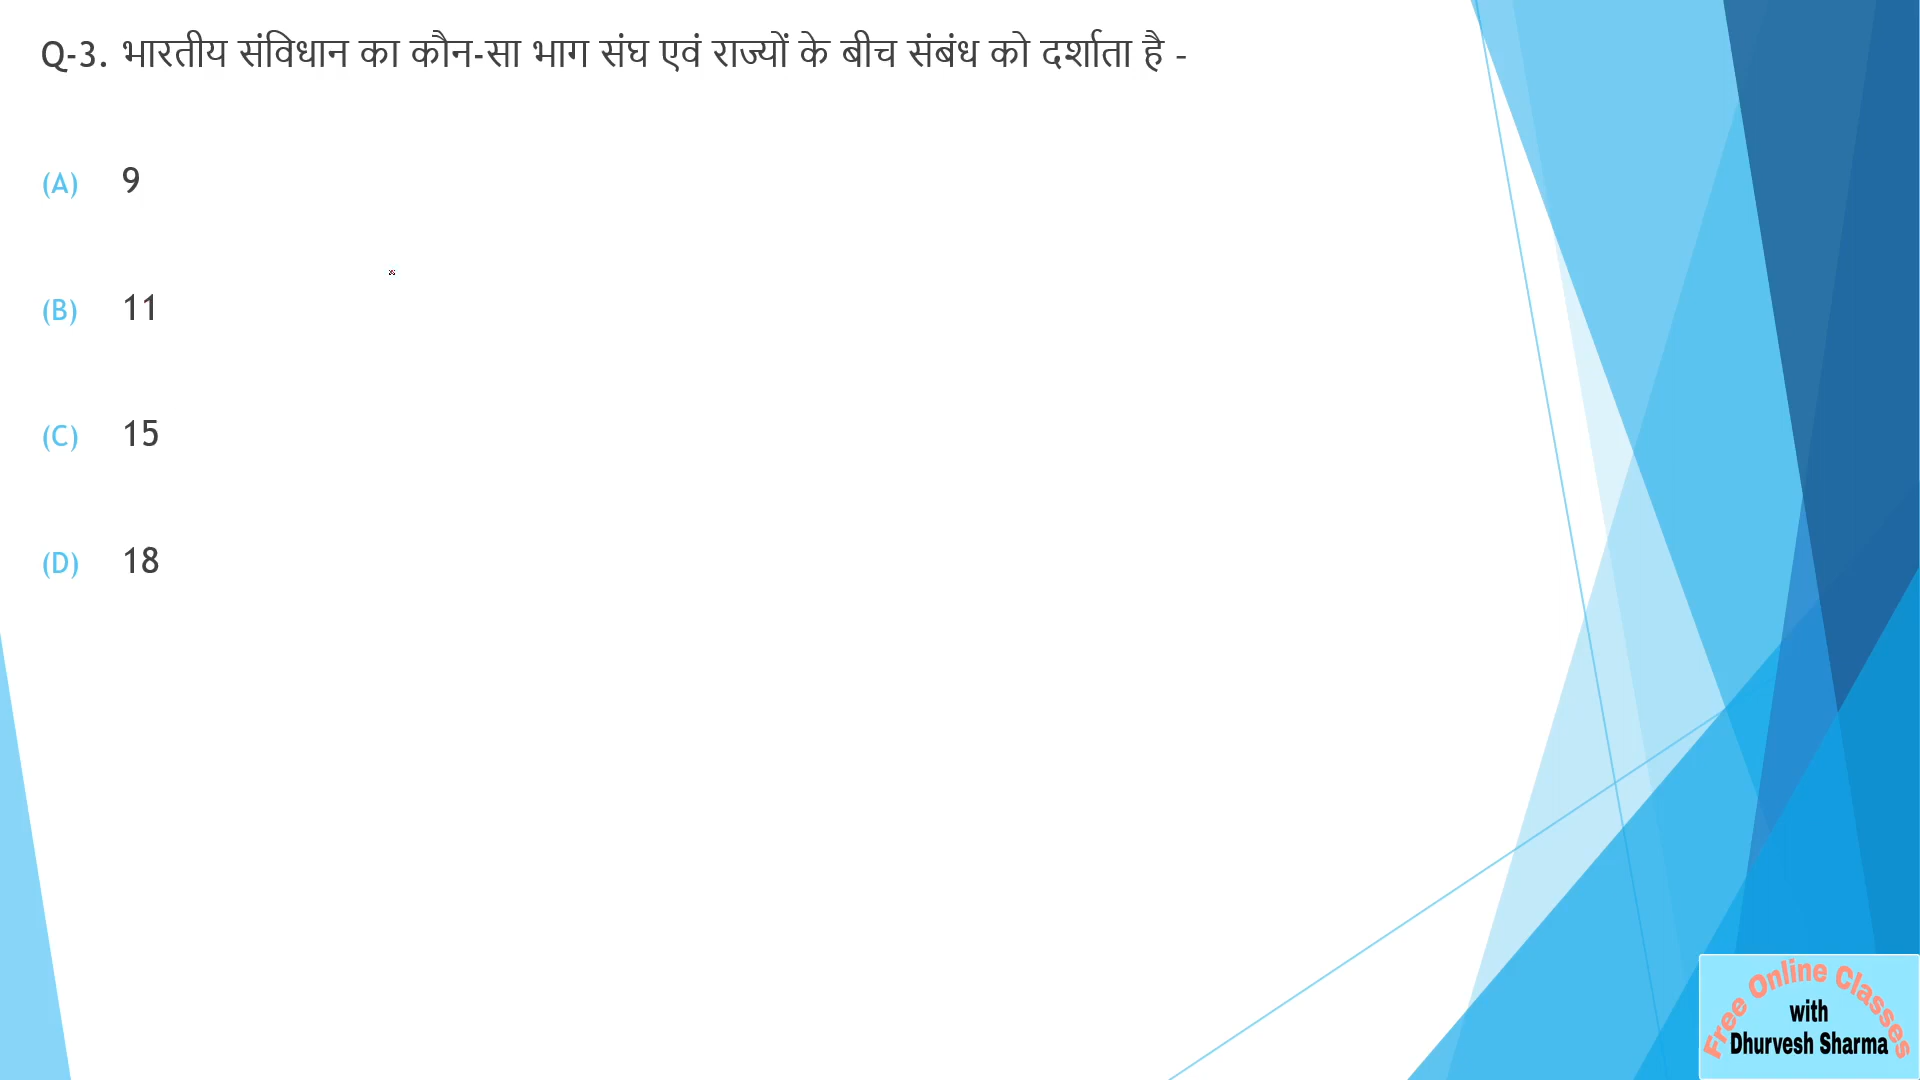 Q-3. भारतीय संविधान का कौन-सा भाग संघ एवं राज्यों के बीच संबंध को दर्शाता है -
(A) 9
(B) 11
(C) 15
(D) 18
Free Online Classes
with
Dhurvesh Sharma